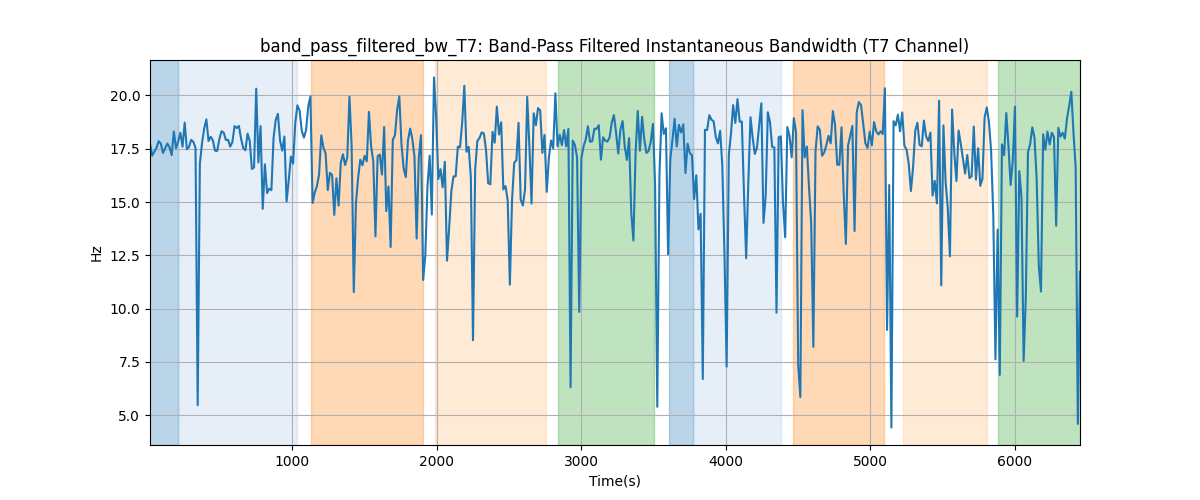 band_pass_filtered_bw_T7: Band-Pass Filtered Instantaneous Bandwidth (T7 Channel)
20.0
17.5
15.0
12.5
10.0
7.5
5.0
Hz
1000 2000 3000 4000 5000 6000
Time(s)